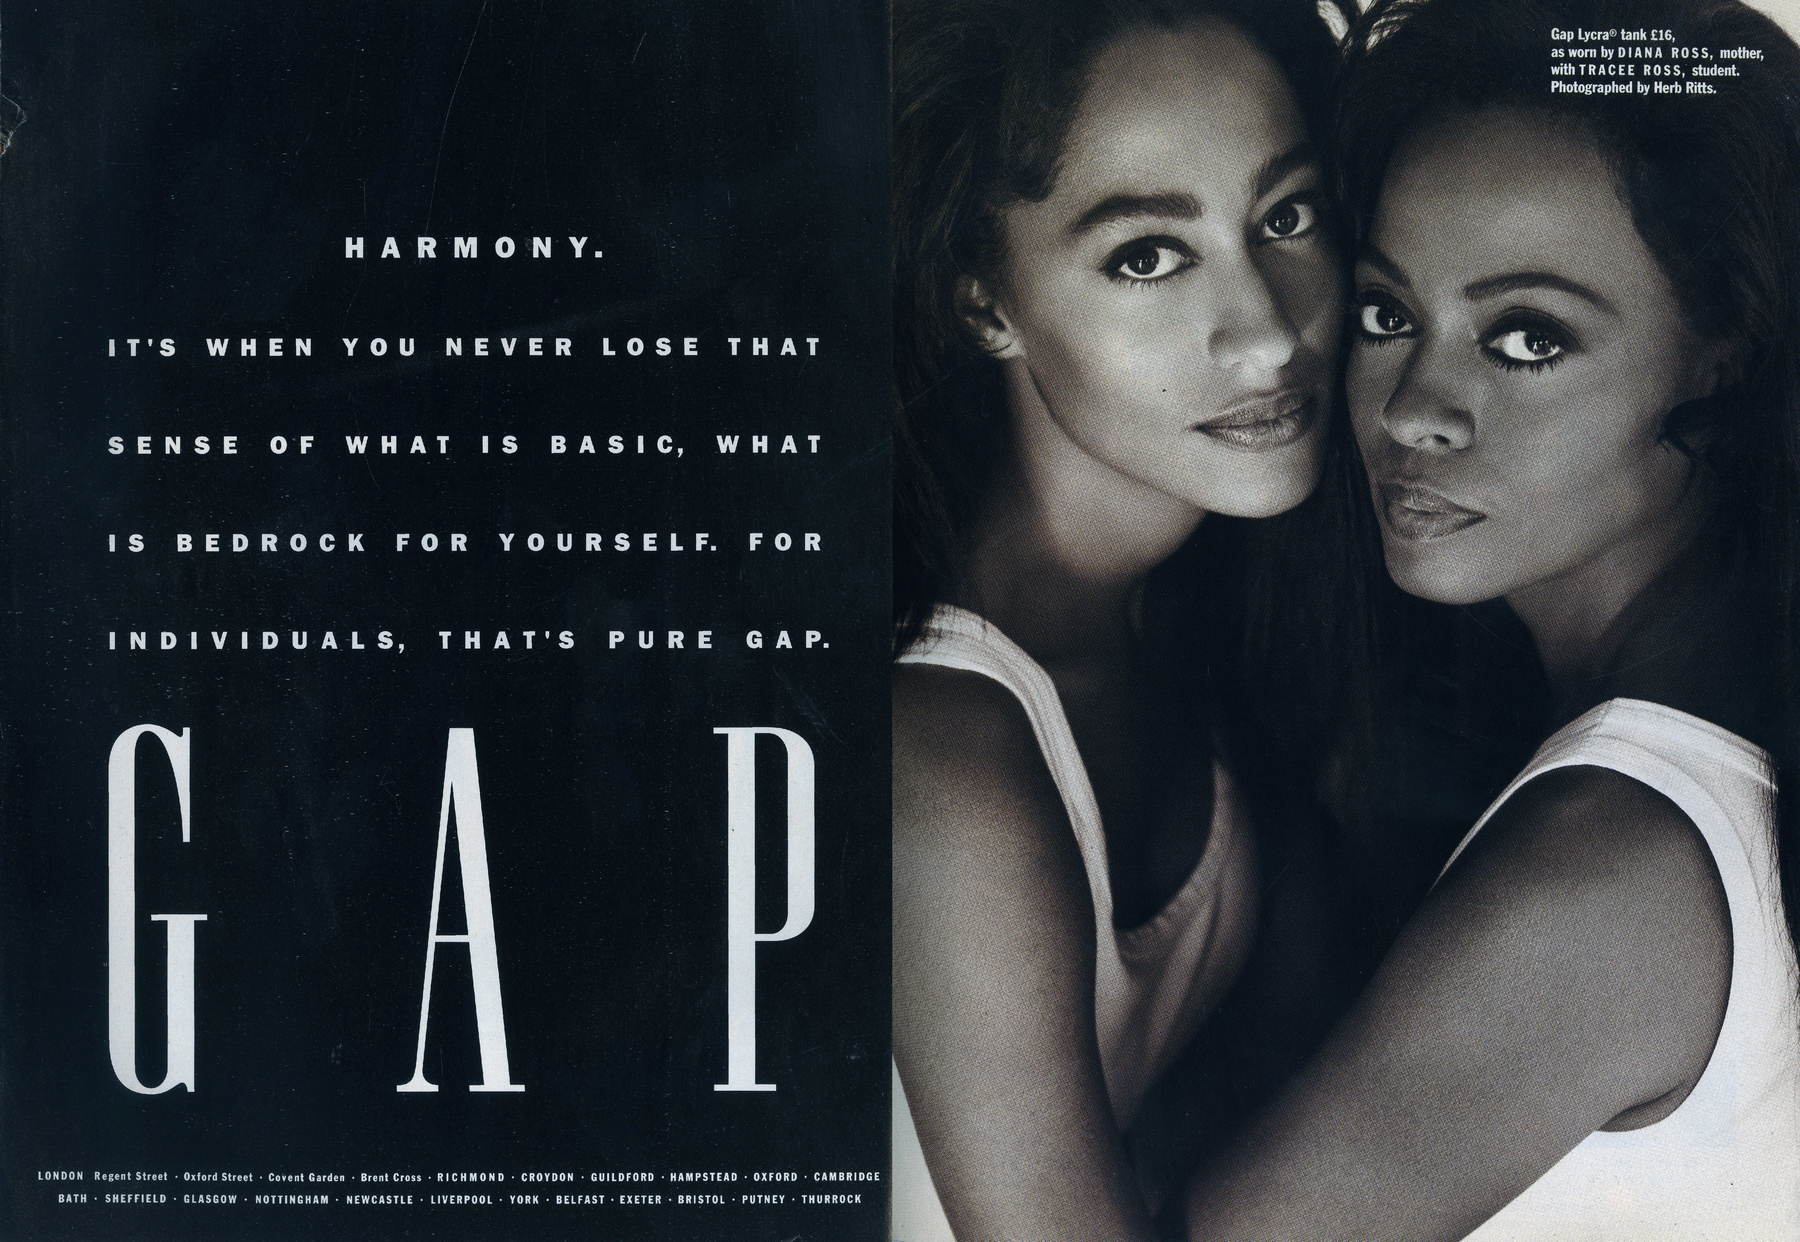 HARMONY.
IT'S WHEN YOU NEVER LOSE THAT
SENSE OF WHAT IS BASIC, WHAT
IS BEDROCK FOR YOURSELF. FOR
INDIVIDUALS, THAT'S PURE GAP.
GAP
LONDON Regent Street · Oxford Street · Covent Garden · Brent Cross · RICHMOND · CROYDON · GUILDFORD · HAMPSTEAD · OXFORD · CAMBRIDGE
BATH · SHEFFIELD · GLASGOW · NOTTINGHAM · NEWCASTLE · LIVERPOOL · YORK · BELFAST · EXETER · BRISTOL · PUTNEY · THURROCK
Gap Lycra® tank £16,
as worn by DIANA ROSS, mother,
with TRACEE ROSS, student.
Photographed by Herb Ritts.